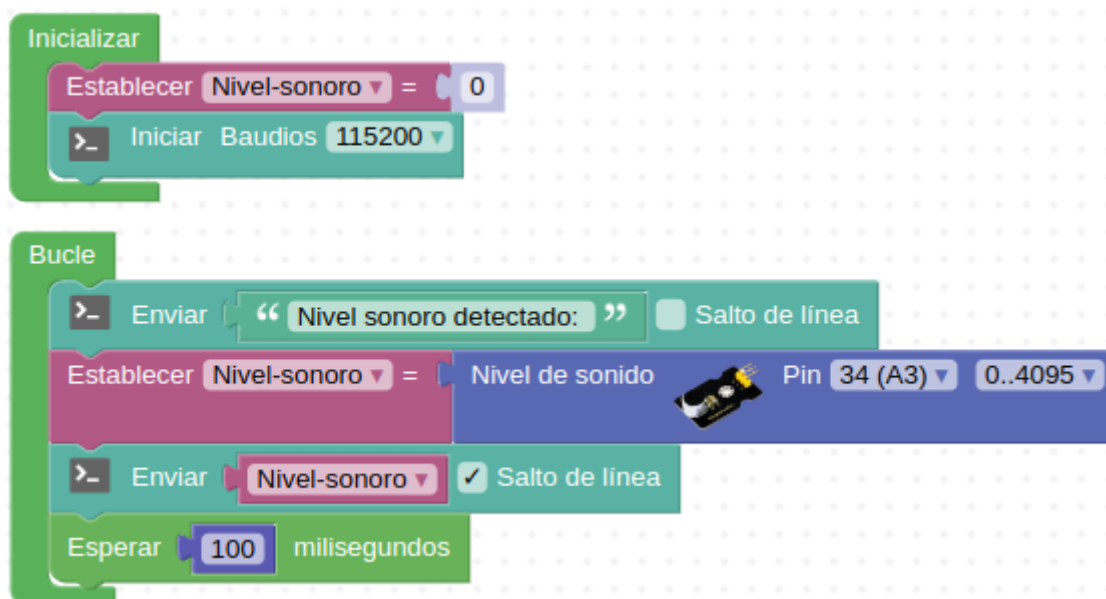 Inicializar
Establecer Nivel-sonoro = 0
>_ Iniciar Baudios 115200
Bucle
>_ Enviar “ Nivel sonoro detectado: ” Salto de línea
Establecer Nivel-sonoro = Nivel de sonido Pin 34 (A3) 0..4095
>_ Enviar Nivel-sonoro ✓ Salto de línea
Esperar 100 milisegundos